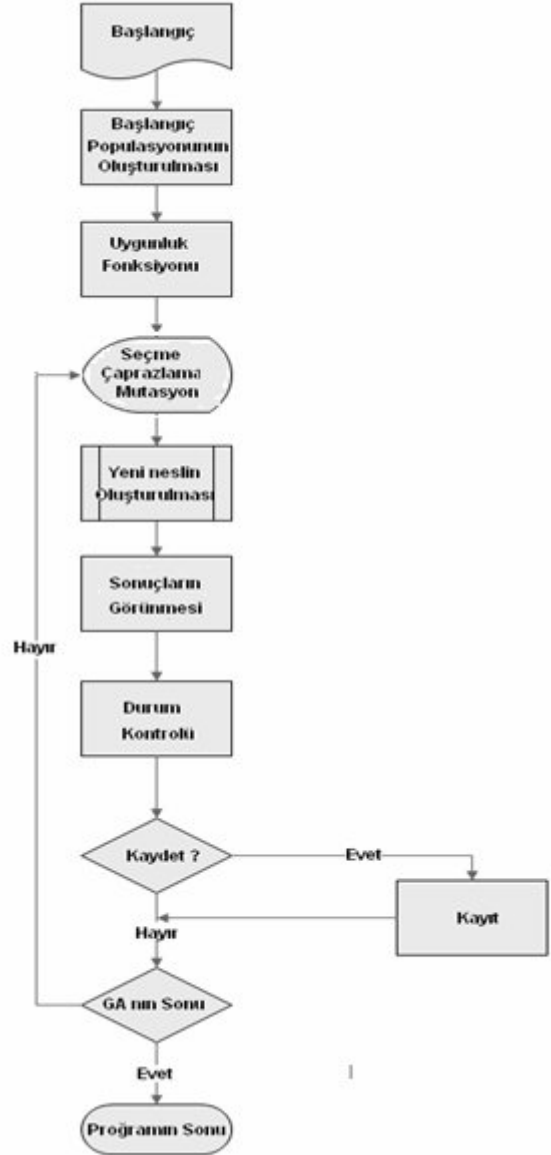 Başlangıç
Başlangıç
Populasyonunun
Oluşturulması
Uygunluk
Fonksiyonu
Seçme
Çaprazlama
Mutasyon
Yeni neslin
Oluşturulması
Sonuçların
Görünmesi
Hayır
Durum
Kontrolü
Kaydet ?
Evet
Kayıt
Hayır
GA nın Sonu
Evet
Proğramın Sonu